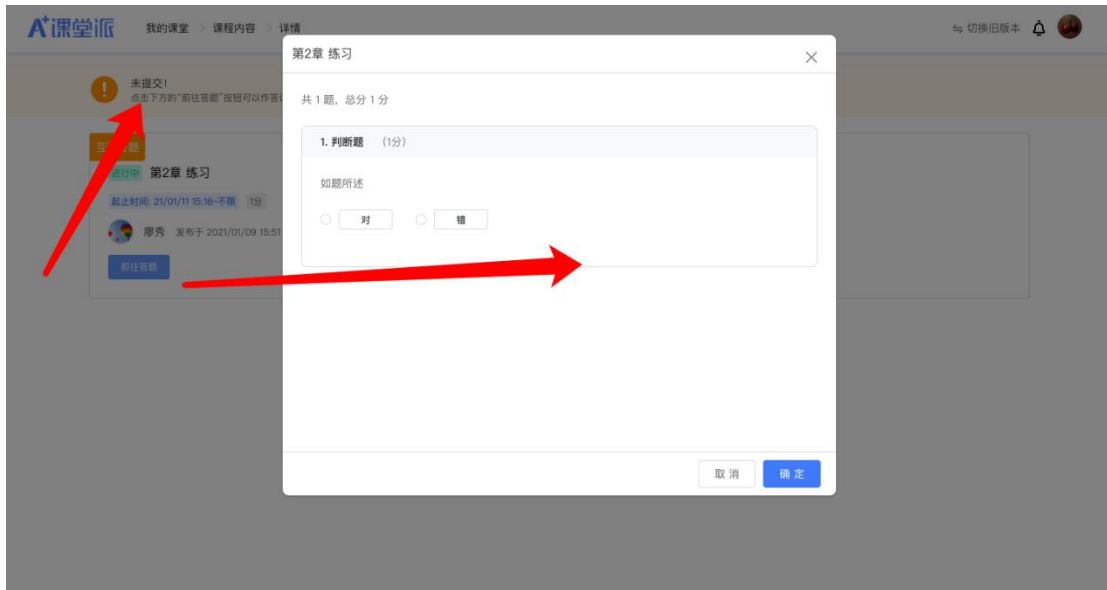 A+课堂派
我的课堂 > 课程内容 > 详情
切换旧版本
未提交!
点击下方的“前往答题”按钮可以作答
第2章 练习
共 1 题, 总分 1 分
1. 判断题 (1分)
如题所述
对
错
取 消
确 定
进行中 第2章 练习
起止时间: 21/01/11 15:16~不限 1分
廖秀 发布于 2021/01/09 15:51
前往答题